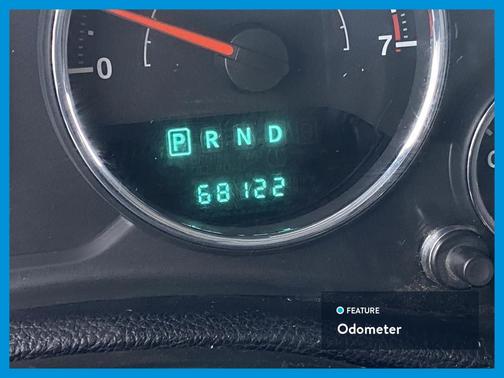 0
7
P R N D
68122
FEATURE
Odometer